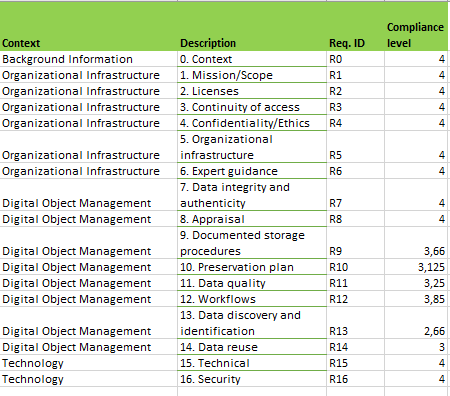 Context Description Req. ID Compliance level
Background Information 0. Context R0 4
Organizational Infrastructure 1. Mission/Scope R1 4
Organizational Infrastructure 2. Licenses R2 4
Organizational Infrastructure 3. Continuity of access R3 4
Organizational Infrastructure 4. Confidentiality/Ethics R4 4
5. Organizational
Organizational Infrastructure infrastructure R5 4
Organizational Infrastructure 6. Expert guidance R6 4
7. Data integrity and
Digital Object Management authenticity R7 4
Digital Object Management 8. Appraisal R8 4
9. Documented storage
Digital Object Management procedures R9 3,66
Digital Object Management 10. Preservation plan R10 3,125
Digital Object Management 11. Data quality R11 3,25
Digital Object Management 12. Workflows R12 3,85
13. Data discovery and
Digital Object Management identification R13 2,66
Digital Object Management 14. Data reuse R14 3
Technology 15. Technical R15 4
Technology 16. Security R16 4